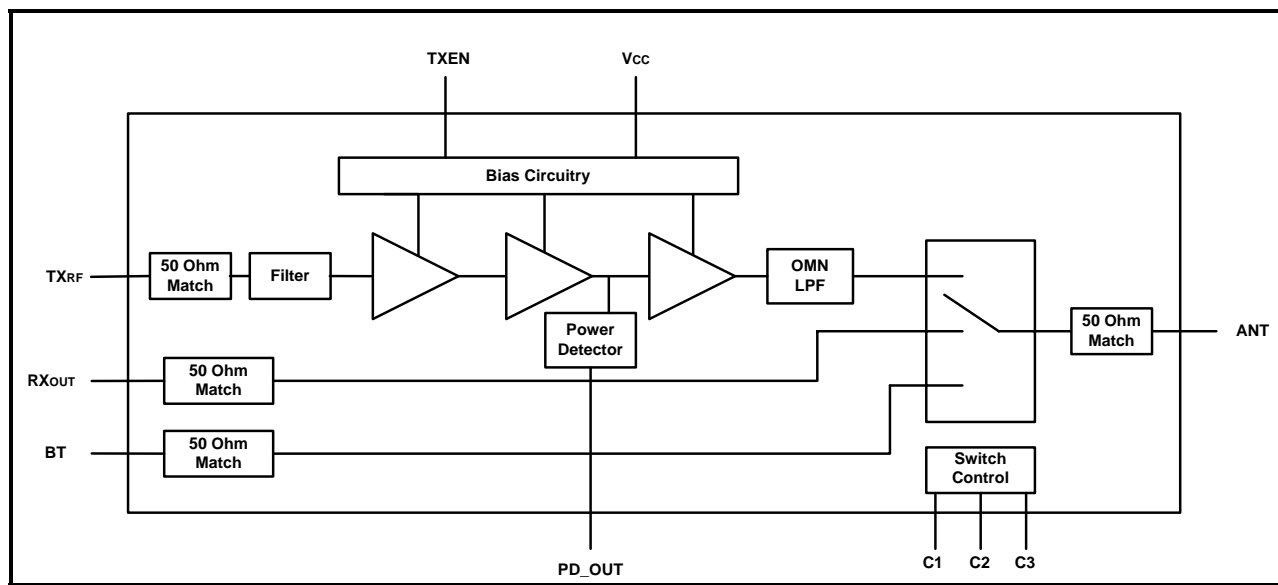 TXEN
VCC
Bias Circuitry
TXRF
50 Ohm
Match
Filter
OMN
LPF
Power
Detector
50 Ohm
Match
ANT
RXOUT
50 Ohm
Match
BT
50 Ohm
Match
Switch
Control
C1
C2
C3
PD_OUT